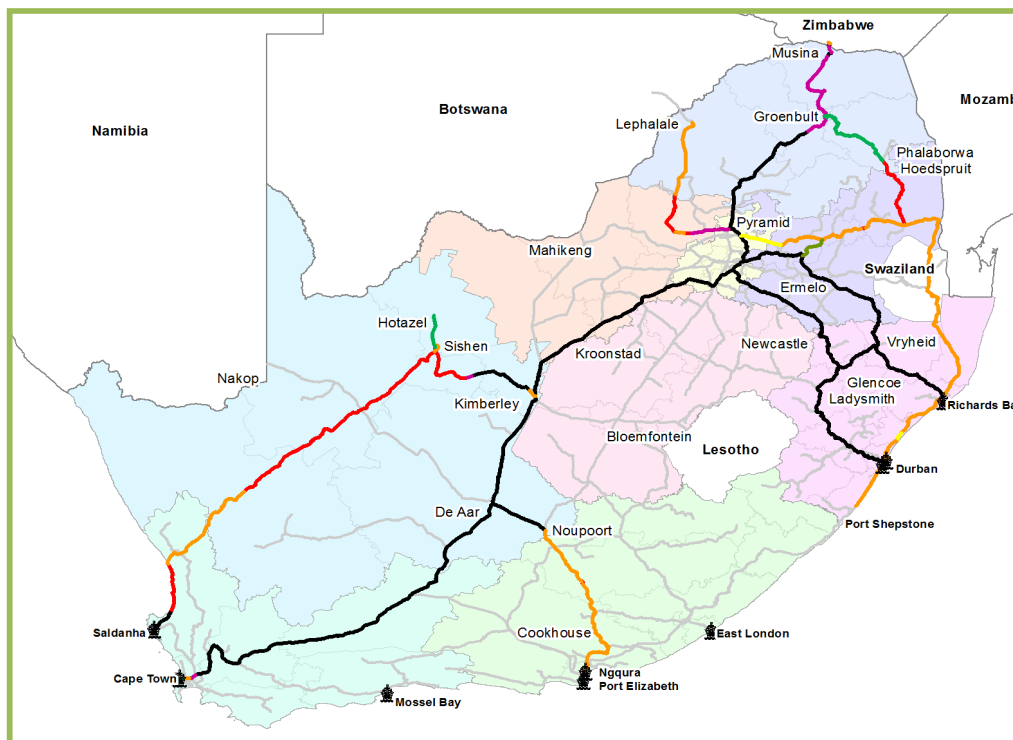 Zimbabwe
Musina
Mozamb
Botswana
Groenbult
Lephalale
Namibia
Phalaborwa
Hoedspruit
Pyramid
Mahikeng
Swaziland
Ermelo
Hotazel
Sishen
Newcastle
Vryheid
Kroonstad
Nakop
Glencoe
Ladysmith
Kimberley
Richards Ba
Bloemfontein
Lesotho
Durban
De Aar
Port Shepstone
Noupoort
Saldanha
Cookhouse
East London
Cape Town
Ngqura
Port Elizabeth
Mossel Bay